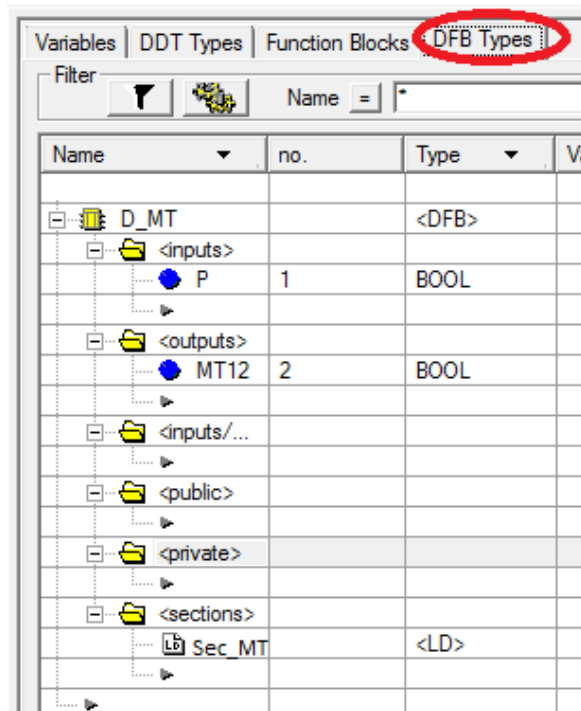 Variables DDT Types Function Blocks DFB Types
Filter
Name = *
Name no. Type
D_MT <DFB>
<inputs>
P 1 BOOL
<outputs>
MT12 2 BOOL
<inputs/...
<public>
<private>
<sections>
Sec_MT <LD>